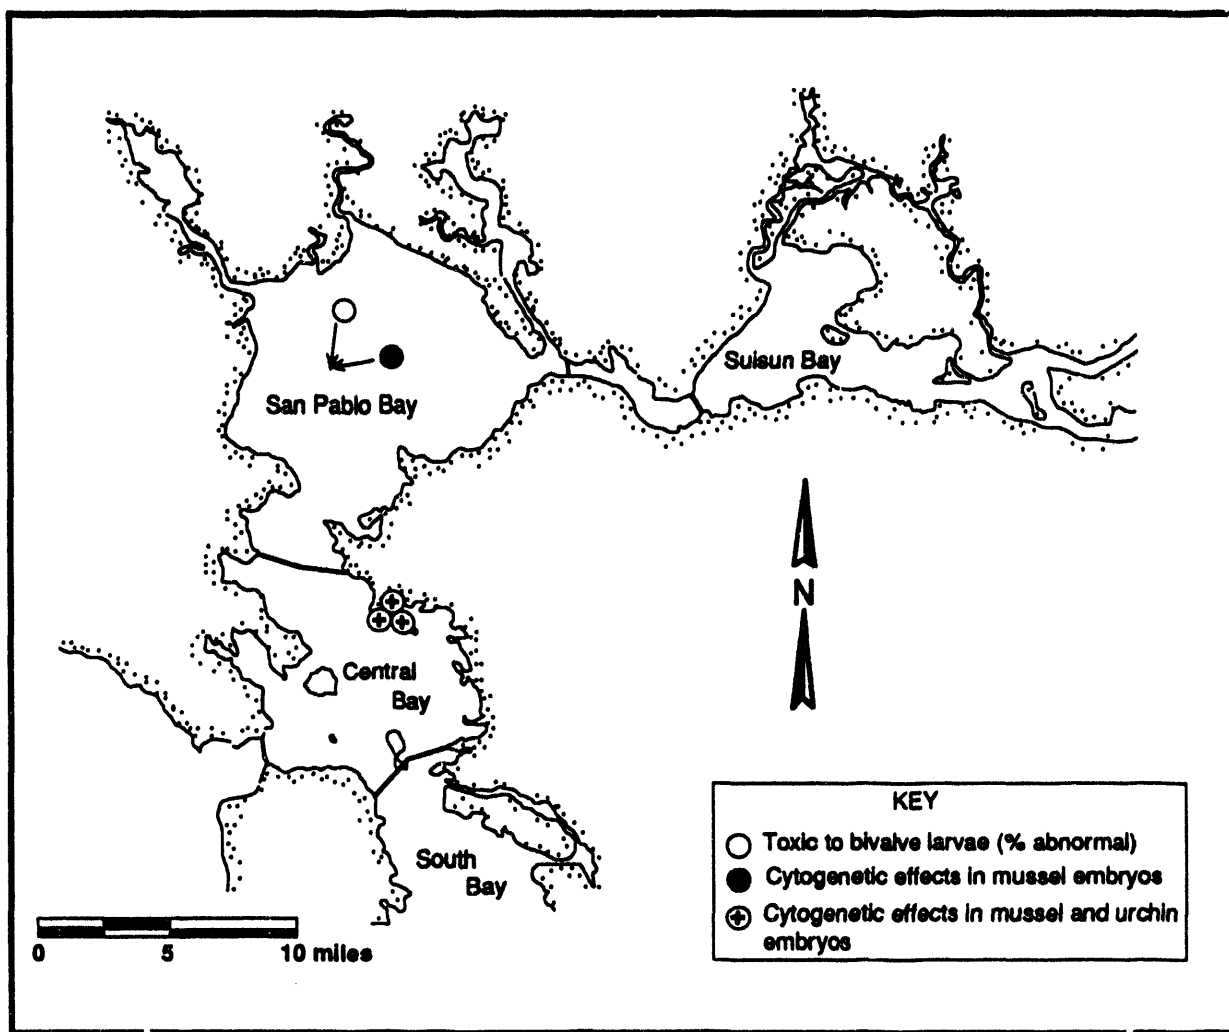 Suisun Bay
San Pablo Bay
N
Central
Bay
South
Bay
0 5 10 miles
KEY
Toxic to bivalve larvae (% abnormal)
Cytogenetic effects in mussel embryos
Cytogenetic effects in mussel and urchin
embryos